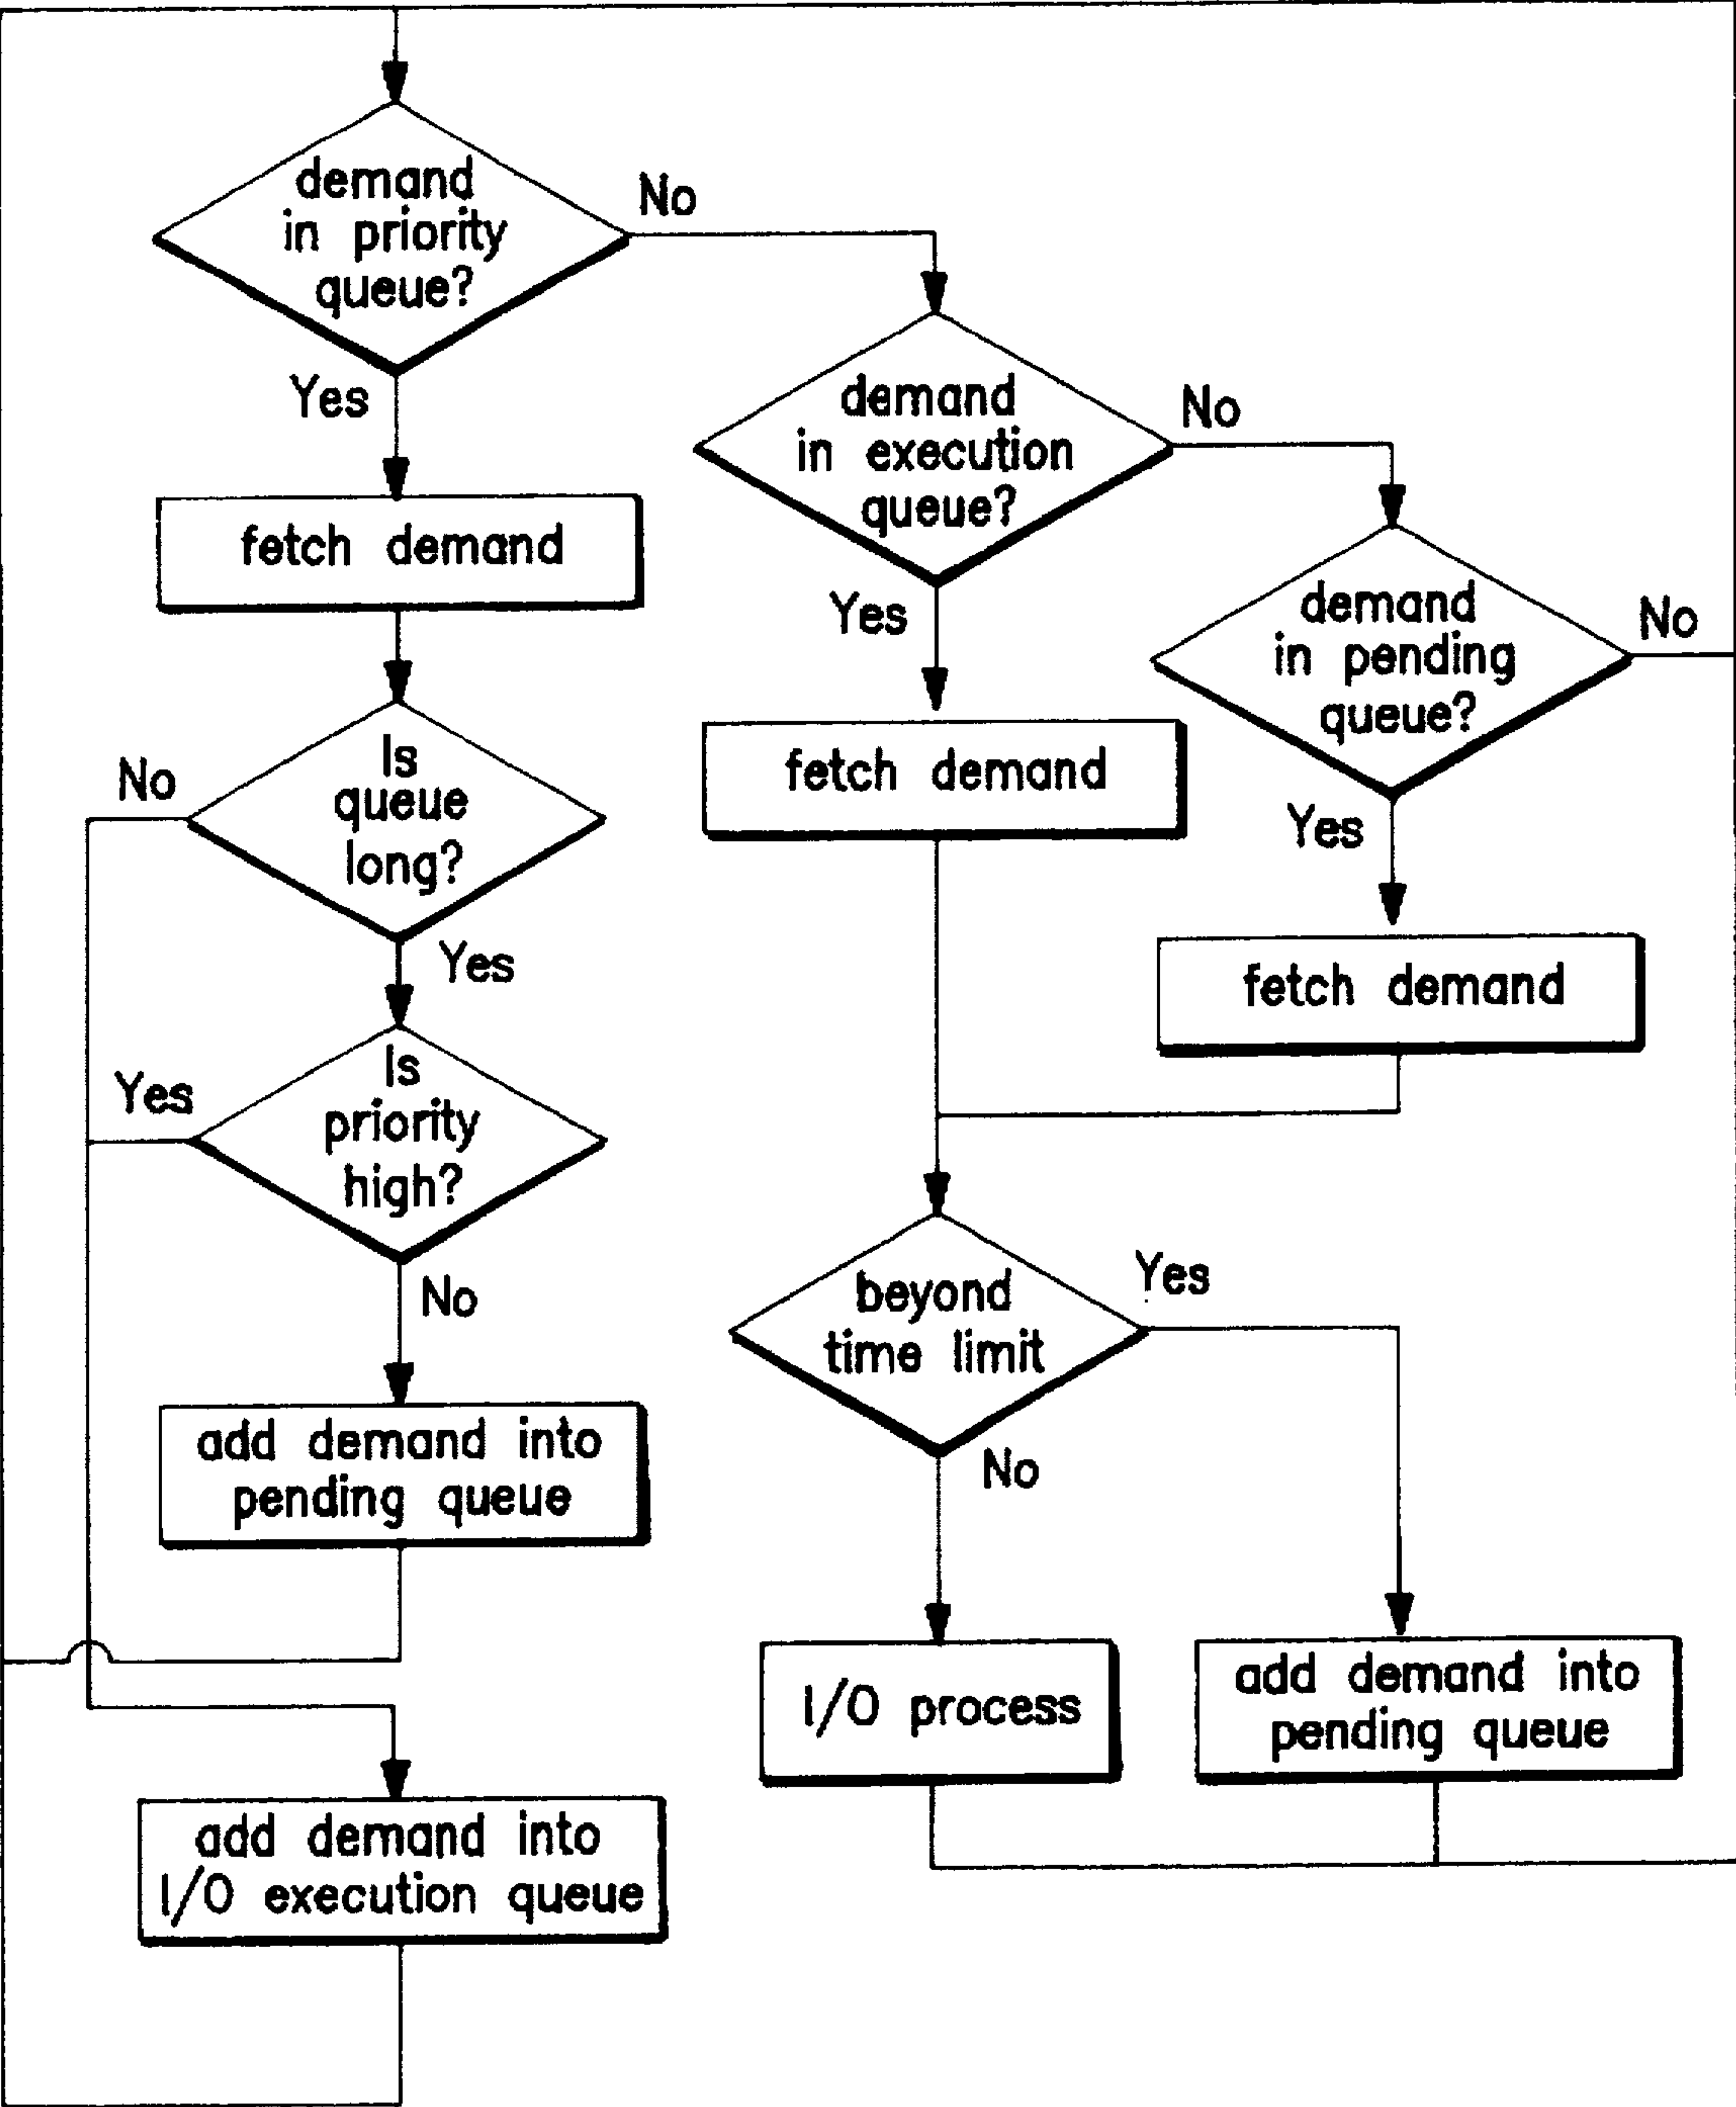 demand
in priority
queue?
No
Yes
fetch demand
Is
queue
long?
No
Yes
Is
priority
high?
Yes
No
add demand into
pending queue
add demand into
I/O execution queue
demand
in execution
queue?
No
Yes
fetch demand
demand
in pending
queue?
No
Yes
fetch demand
beyond
time limit
Yes
No
I/O process
add demand into
pending queue